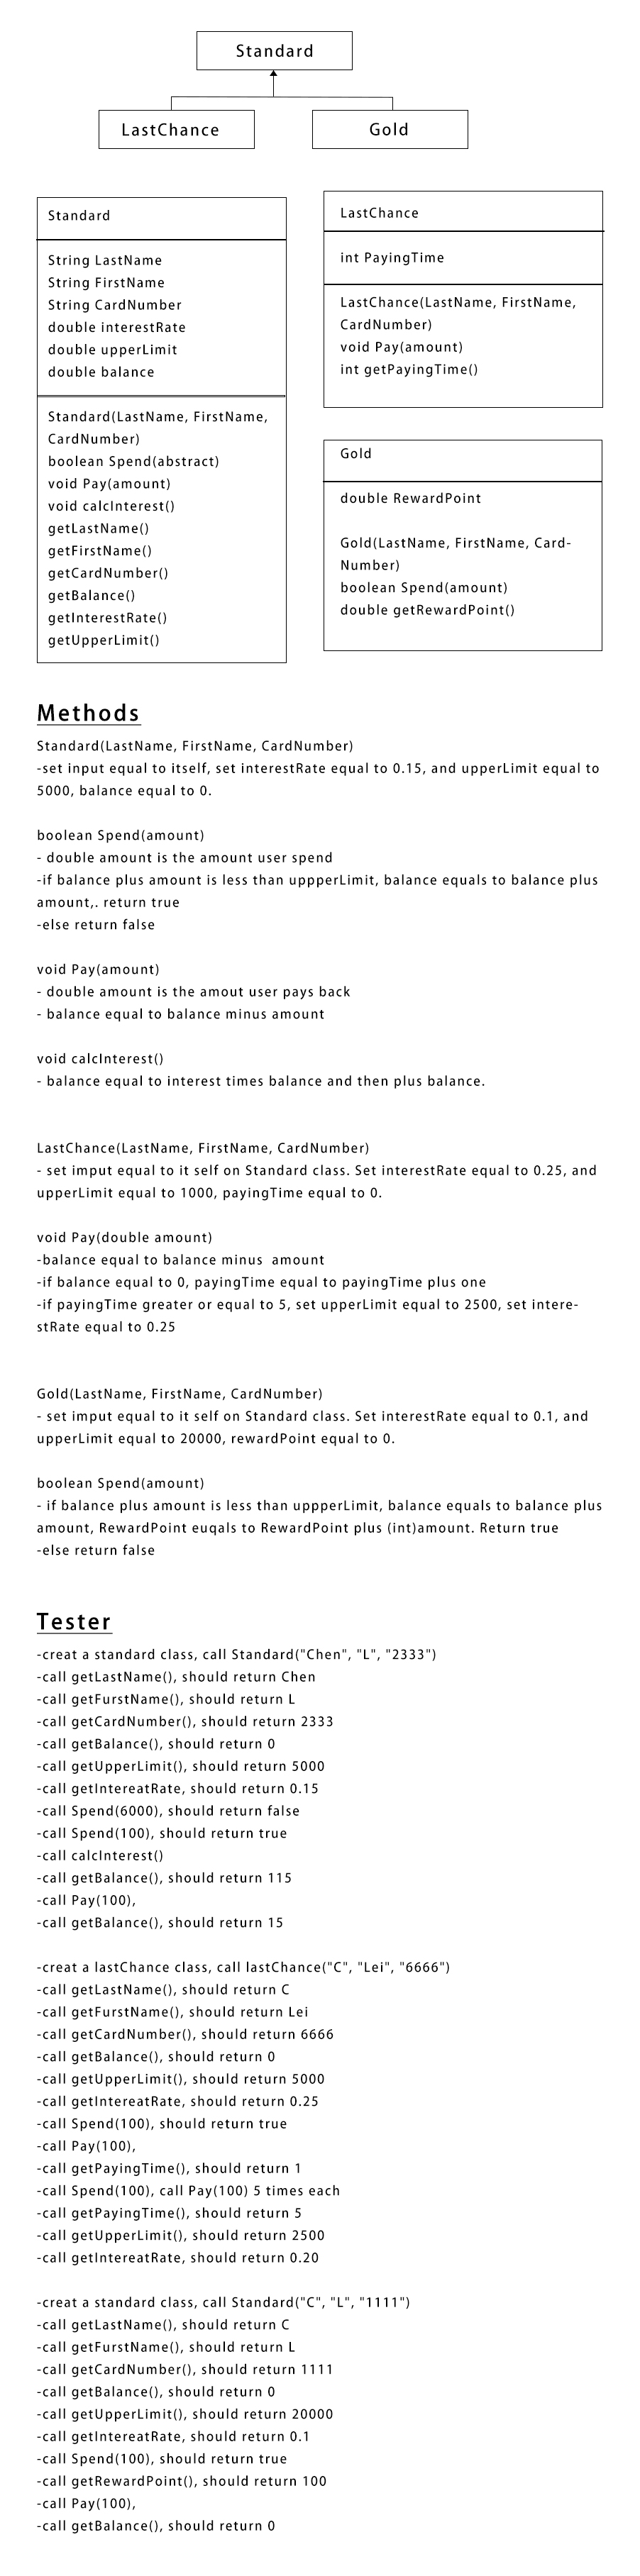 Standard
LastChance
Gold
Standard
String LastName
String FirstName
String CardNumber
double interestRate
double upperLimit
double balance
Standard(LastName, FirstName,
CardNumber)
boolean Spend(abstract)
void Pay(amount)
void calcInterest()
getLastName()
getFirstName()
getCardNumber()
getBalance()
getInterestRate()
getUpperLimit()
LastChance
int PayingTime
LastChance(LastName, FirstName,
CardNumber)
void Pay(amount)
int getPayingTime()
Gold
double RewardPoint
Gold(LastName, FirstName, Card-
Number)
boolean Spend(amount)
double getRewardPoint()
Methods
Standard(LastName, FirstName, CardNumber)
-set input equal to itself, set interestRate equal to 0.15, and upperLimit equal to
5000, balance equal to 0.
boolean Spend(amount)
- double amount is the amount user spend
-if balance plus amount is less than uppperLimit, balance equals to balance plus
amount,. return true
-else return false
void Pay(amount)
- double amount is the amout user pays back
- balance equal to balance minus amount
void calcInterest()
- balance equal to interest times balance and then plus balance.
LastChance(LastName, FirstName, CardNumber)
- set imput equal to it self on Standard class. Set interestRate equal to 0.25, and
upperLimit equal to 1000, payingTime equal to 0.
void Pay(double amount)
-balance equal to balance minus  amount
-if balance equal to 0, payingTime equal to payingTime plus one
-if payingTime greater or equal to 5, set upperLimit equal to 2500, set intere-
stRate equal to 0.25
Gold(LastName, FirstName, CardNumber)
- set imput equal to it self on Standard class. Set interestRate equal to 0.1, and
upperLimit equal to 20000, rewardPoint equal to 0.
boolean Spend(amount)
- if balance plus amount is less than uppperLimit, balance equals to balance plus
amount, RewardPoint euqals to RewardPoint plus (int)amount. Return true
-else return false
Tester
-creat a standard class, call Standard("Chen", "L", "2333")
-call getLastName(), should return Chen
-call getFurstName(), should return L
-call getCardNumber(), should return 2333
-call getBalance(), should return 0
-call getUpperLimit(), should return 5000
-call getIntereatRate, should return 0.15
-call Spend(6000), should return false
-call Spend(100), should return true
-call calcInterest()
-call getBalance(), should return 115
-call Pay(100),
-call getBalance(), should return 15
-creat a lastChance class, call lastChance("C", "Lei", "6666")
-call getLastName(), should return C
-call getFurstName(), should return Lei
-call getCardNumber(), should return 6666
-call getBalance(), should return 0
-call getUpperLimit(), should return 5000
-call getIntereatRate, should return 0.25
-call Spend(100), should return true
-call Pay(100),
-call getPayingTime(), should return 1
-call Spend(100), call Pay(100) 5 times each
-call getPayingTime(), should return 5
-call getUpperLimit(), should return 2500
-call getIntereatRate, should return 0.20
-creat a standard class, call Standard("C", "L", "1111")
-call getLastName(), should return C
-call getFurstName(), should return L
-call getCardNumber(), should return 1111
-call getBalance(), should return 0
-call getUpperLimit(), should return 20000
-call getIntereatRate, should return 0.1
-call Spend(100), should return true
-call getRewardPoint(), should return 100
-call Pay(100),
-call getBalance(), should return 0